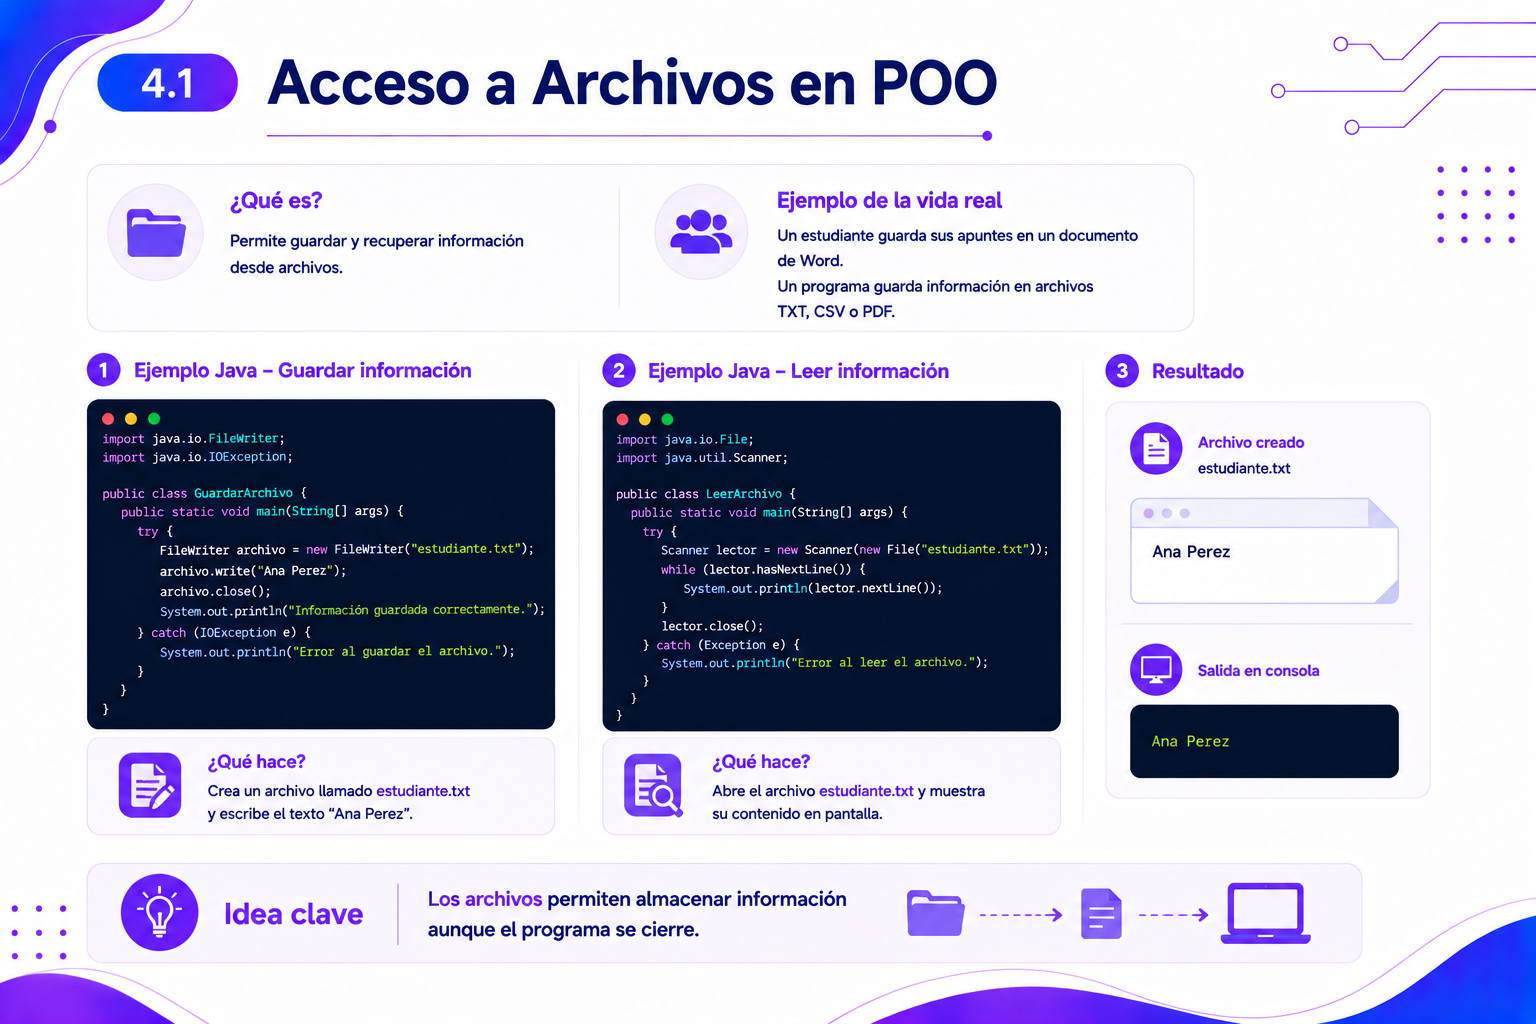 4.1
Acceso a Archivos en POO
¿Qué es?
Permite guardar y recuperar información
desde archivos.
Ejemplo de la vida real
Un estudiante guarda sus apuntes en un documento
de Word.
Un programa guarda información en archivos
TXT, CSV o PDF.
1 Ejemplo Java – Guardar información
import java.io.FileWriter;
import java.io.IOException;
public class GuardarArchivo {
public static void main(String[] args) {
try {
FileWriter archivo = new FileWriter("estudiante.txt");
archivo.write("Ana Perez");
archivo.close();
System.out.println("Información guardada correctamente.");
} catch (IOException e) {
System.out.println("Error al guardar el archivo.");
}
}
}
¿Qué hace?
Crea un archivo llamado estudiante.txt
y escribe el texto “Ana Perez”.
2 Ejemplo Java – Leer información
import java.io.File;
import java.util.Scanner;
public class LeerArchivo {
public static void main(String[] args) {
try {
Scanner lector = new Scanner(new File("estudiante.txt"));
while (lector.hasNextLine()) {
System.out.println(lector.nextLine());
}
lector.close();
} catch (Exception e) {
System.out.println("Error al leer el archivo.");
}
}
}
¿Qué hace?
Abre el archivo estudiante.txt y muestra
su contenido en pantalla.
3 Resultado
Archivo creado
estudiante.txt
Ana Perez
Salida en consola
Ana Perez
Idea clave
Los archivos permiten almacenar información
aunque el programa se cierre.